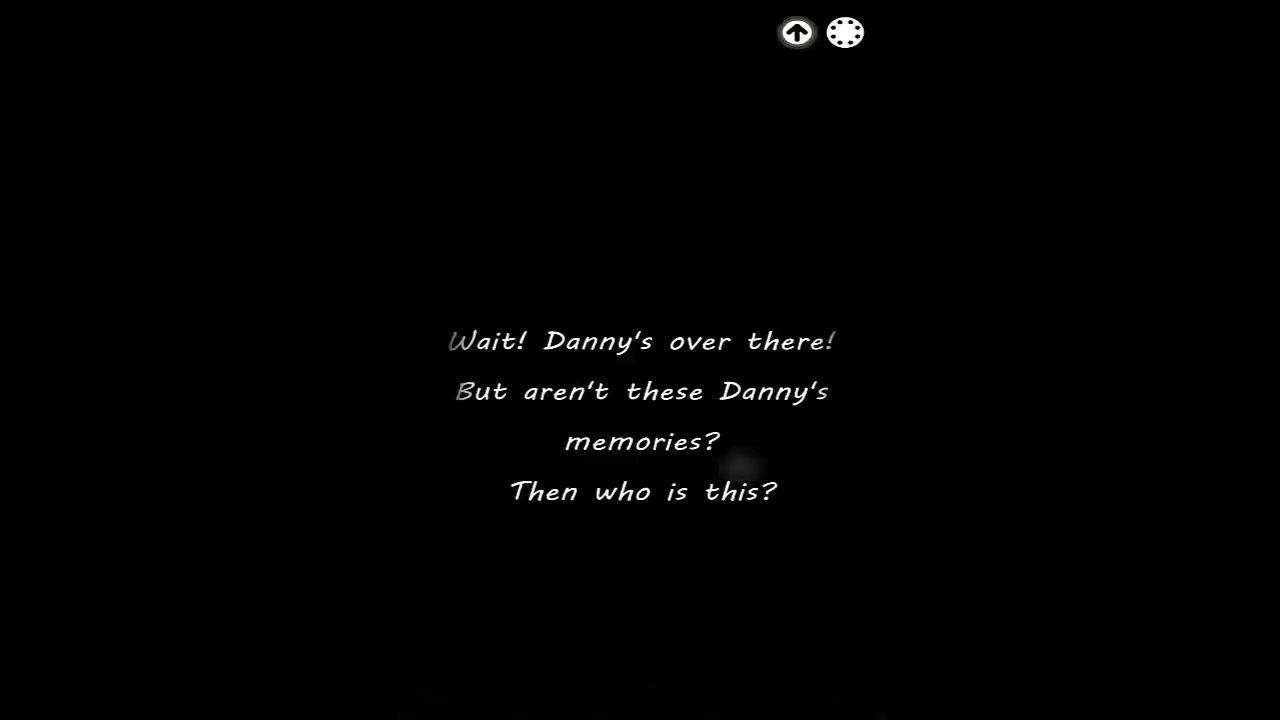 Wait! Danny's over there!
But aren't these Danny's
memories?
Then who is this?